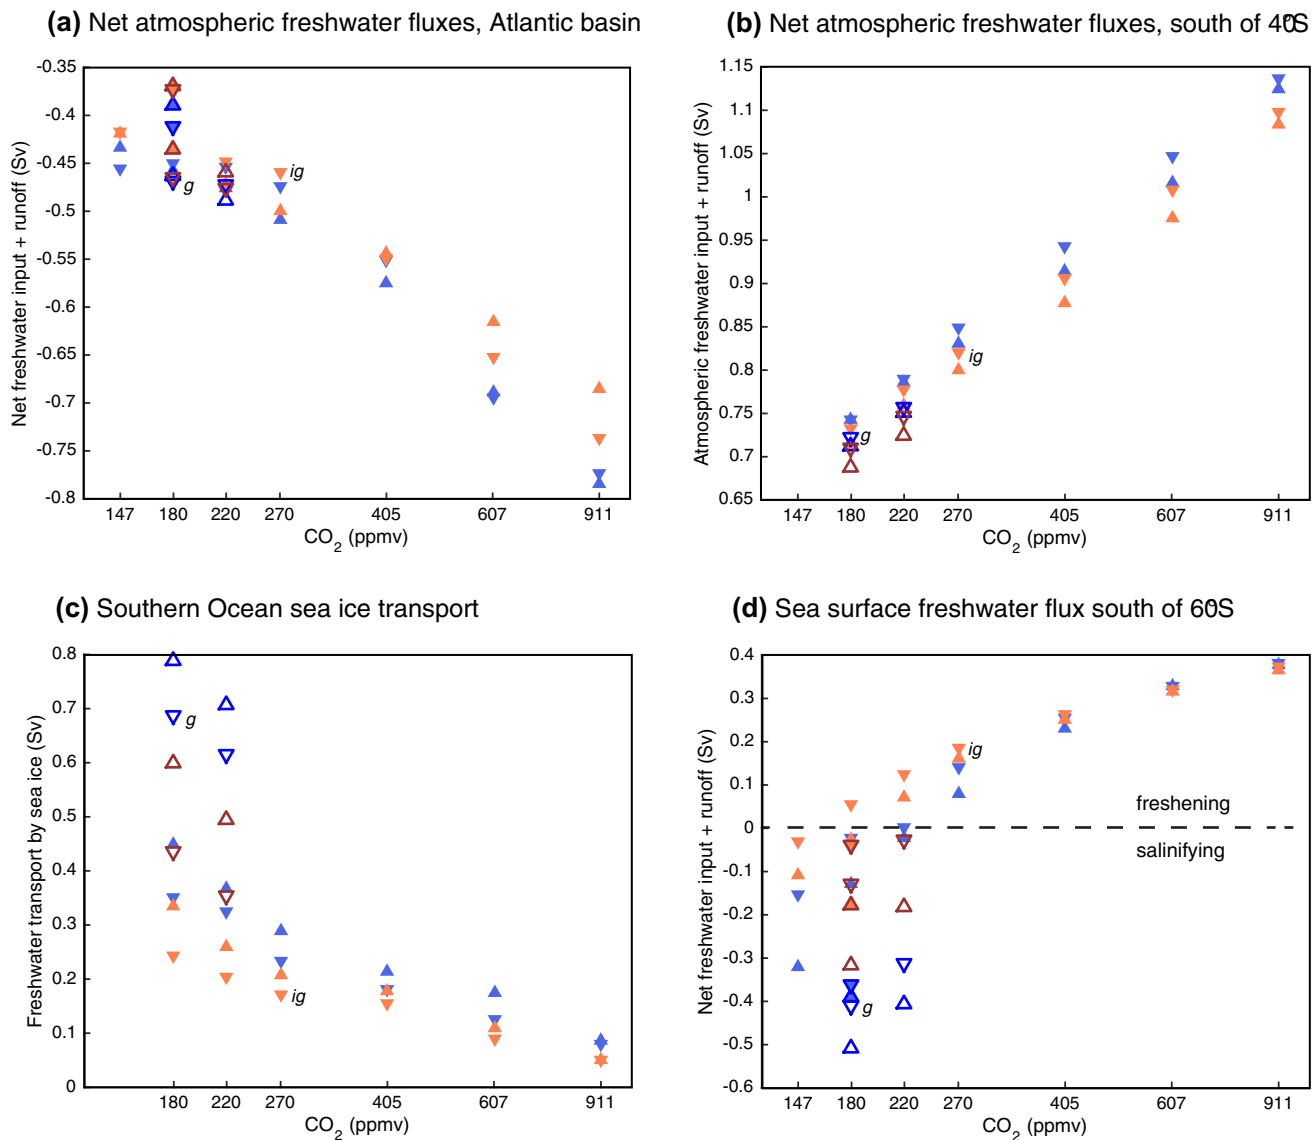 (a) Net atmospheric freshwater fluxes, Atlantic basin
Net freshwater input + runoff (Sv)
-0.35
-0.4
-0.45
-0.5
-0.55
-0.6
-0.65
-0.7
-0.75
-0.8
g
ig
147 180 220 270 405 607 911
CO2 (ppmv)
(b) Net atmospheric freshwater fluxes, south of 40°S
Atmospheric freshwater input + runoff (Sv)
1.15
1.1
1.05
1
0.95
0.9
0.85
0.8
0.75
0.7
0.65
ig
g
147 180 220 270 405 607 911
CO2 (ppmv)
(c) Southern Ocean sea ice transport
Freshwater transport by sea ice (Sv)
0.8
0.7
0.6
0.5
0.4
0.3
0.2
0.1
0
g
ig
180 220 270 405 607 911
CO2 (ppmv)
(d) Sea surface freshwater flux south of 60°S
Net freshwater input + runoff (Sv)
0.4
0.3
0.2
0.1
0
-0.1
-0.2
-0.3
-0.4
-0.5
-0.6
ig
freshening
salinifying
g
147 180 220 270 405 607 911
CO2 (ppmv)